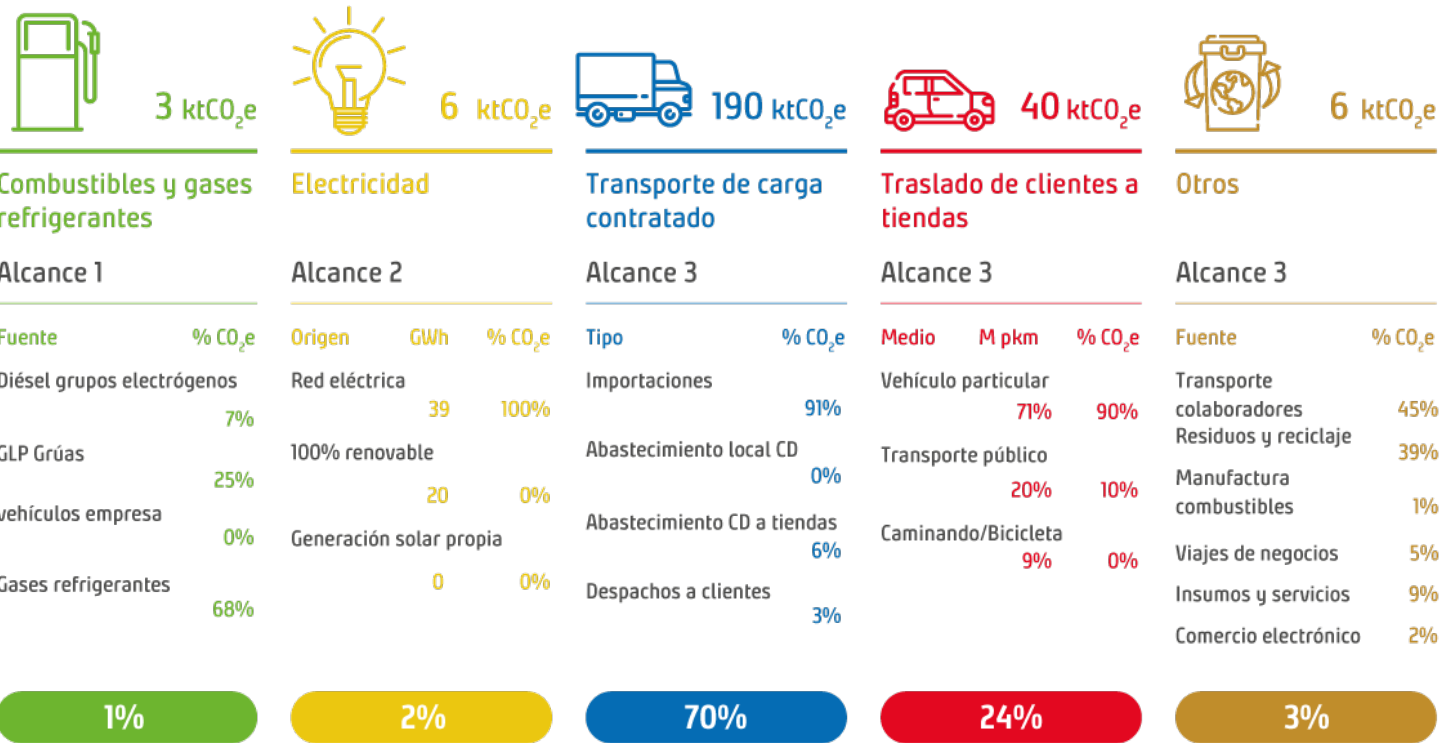 3 ktCO₂e
Combustibles y gases
refrigerantes
Alcance 1
Fuente % CO₂e
Diésel grupos electrógenos
7%
GLP Grúas
25%
vehículos empresa
0%
Gases refrigerantes
68%
1%
6 ktCO₂e
Electricidad
Alcance 2
Origen GWh % CO₂e
Red eléctrica
39 100%
100% renovable
20 0%
Generación solar propia
0 0%
2%
190 ktCO₂e
Transporte de carga
contratado
Alcance 3
Tipo % CO₂e
Importaciones
91%
Abastecimiento local CD
0%
Abastecimiento CD a tiendas
6%
Despachos a clientes
3%
70%
40 ktCO₂e
Traslado de clientes a
tiendas
Alcance 3
Medio M pkm % CO₂e
Vehículo particular
71% 90%
Transporte público
20% 10%
Caminando/Bicicleta
9% 0%
24%
6 ktCO₂e
Otros
Alcance 3
Fuente % CO₂e
Transporte
colaboradores 45%
Residuos y reciclaje
39%
Manufactura
combustibles 1%
Viajes de negocios 5%
Insumos y servicios 9%
Comercio electrónico 2%
3%